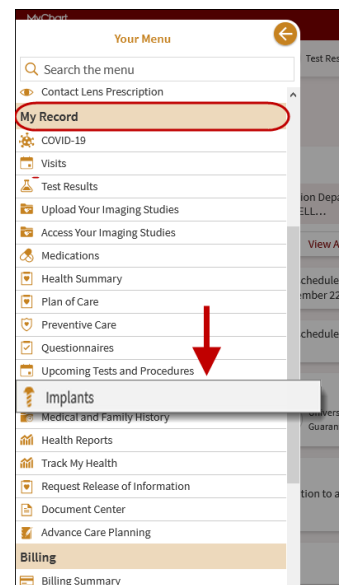 MyChart
Your Menu
Search the menu
Contact Lens Prescription
My Record
COVID-19
Visits
Test Results
Upload Your Imaging Studies
Access Your Imaging Studies
Medications
Health Summary
Plan of Care
Preventive Care
Questionnaires
Upcoming Tests and Procedures
Implants
Medical and Family History
Health Reports
Track My Health
Request Release of Information
Document Center
Advance Care Planning
Billing
Billing Summary
Test Res
ion Depa
ELL...
View A
chedule
mber 22
chedule
Guaran
tion to a